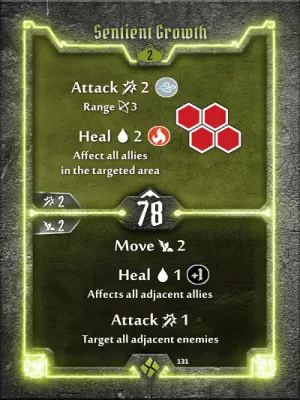 Sentient Growth
2
Attack 2
Range 3
Heal 2
Affect all allies
in the targeted area
2
78
2
Move 2
Heal 1 +1
Affects all adjacent allies
Attack 1
Target all adjacent enemies
131